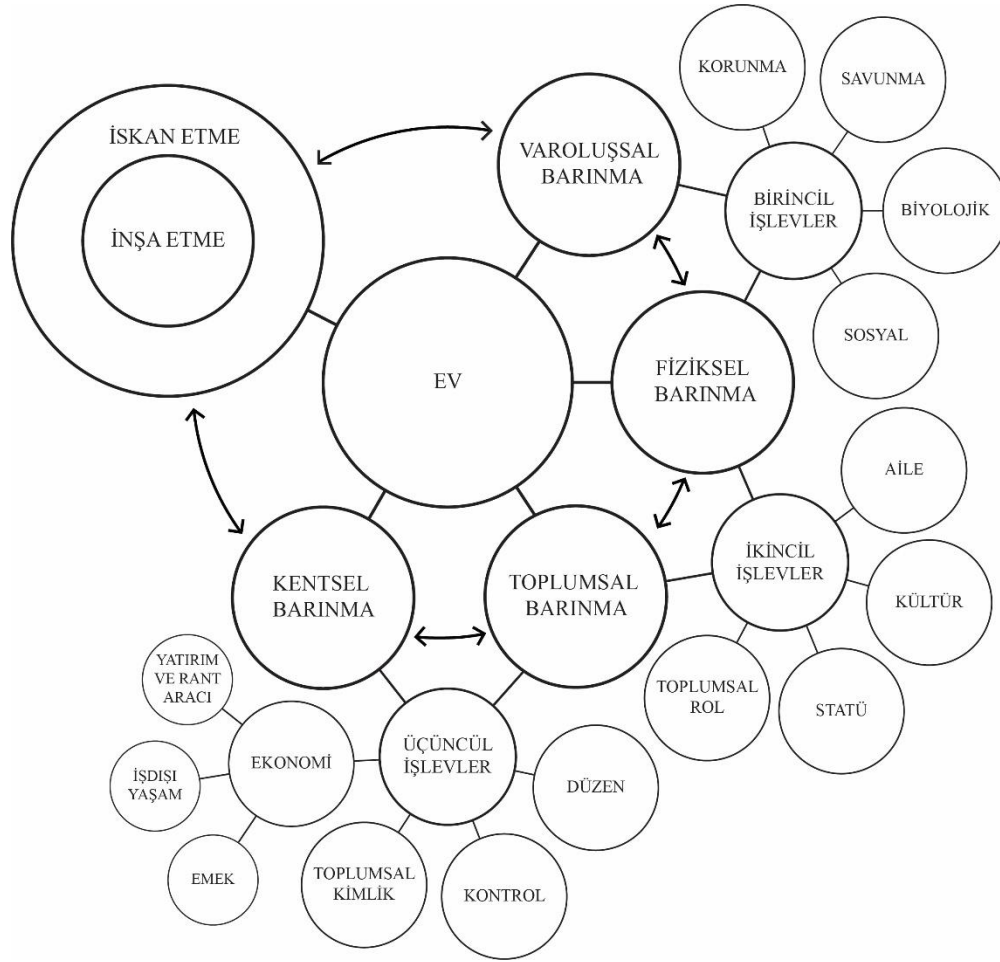 KORUNMA
SAVUNMA
İSKAN ETME
İNŞA ETME
VAROLUŞSAL
BARINMA
BİRİNCİL
İŞLEVLER
BİYOLOJİK
SOSYAL
EV
FİZİKSEL
BARINMA
AİLE
İKİNCİL
İŞLEVLER
KÜLTÜR
KENTSEL
BARINMA
TOPLUMSAL
BARINMA
TOPLUMSAL
ROL
STATÜ
YATIRIM
VE RANT
ARACI
EKONOMİ
ÜÇÜNCÜL
İŞLEVLER
DÜZEN
İŞDIŞI
YAŞAM
EMEK
TOPLUMSAL
KİMLİK
KONTROL